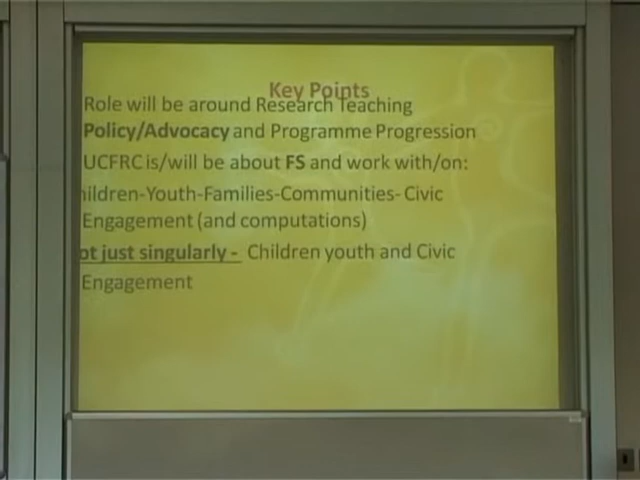 Key Points
Role will be around Research Teaching
Policy/Advocacy and Programme Progression
UCFRC is/will be about FS and work with/on:
hildren-Youth-Families-Communities- Civic
Engagement (and computations)
ot just singularly - Children youth and Civic
Engagement